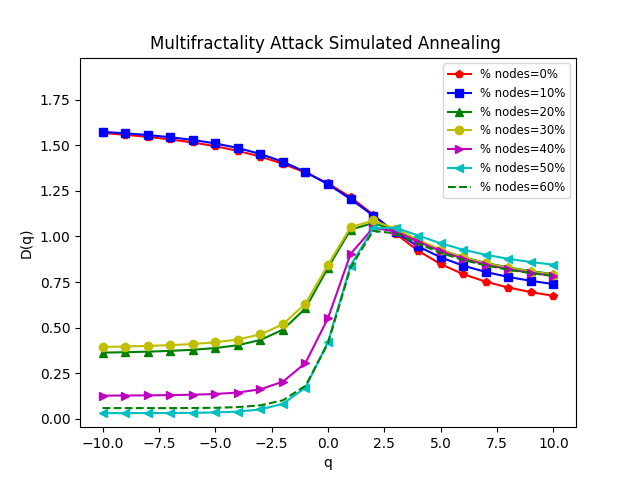 Multifractality Attack Simulated Annealing
% nodes=0%
% nodes=10%
% nodes=20%
% nodes=30%
% nodes=40%
% nodes=50%
% nodes=60%
D(q)
1.75
1.50
1.25
1.00
0.75
0.50
0.25
0.00
−10.0 −7.5 −5.0 −2.5 0.0 2.5 5.0 7.5 10.0
q